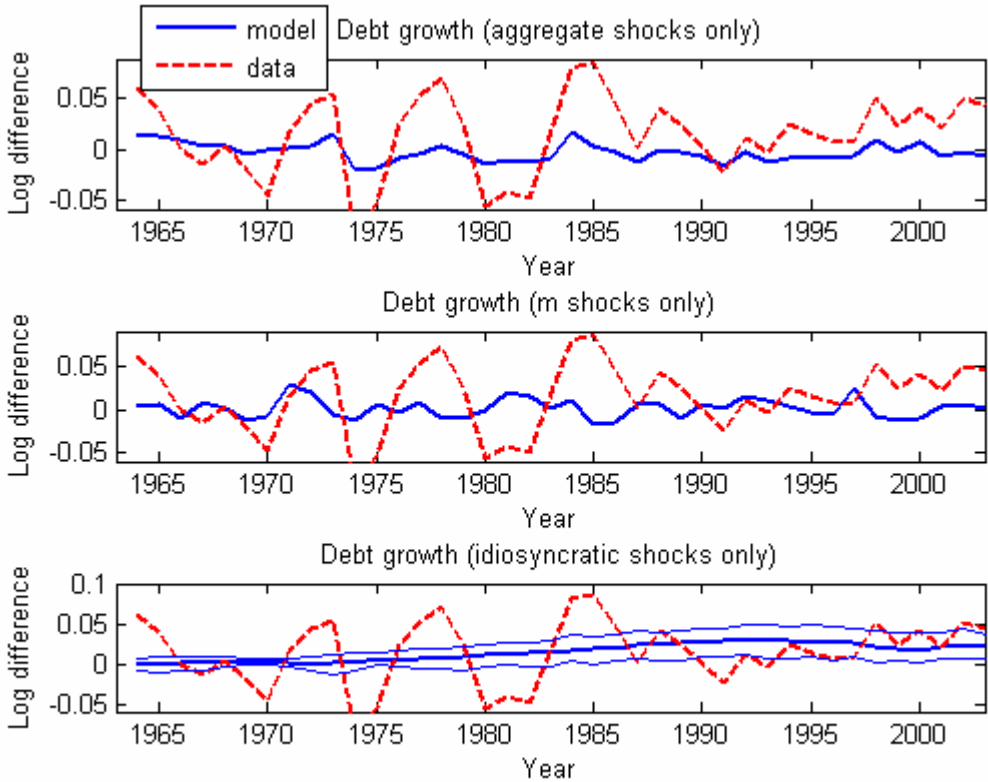 model
data
Debt growth (aggregate shocks only)
Log difference
0.05
0
-0.05
1965 1970 1975 1980 1985 1990 1995 2000
Year
Debt growth (m shocks only)
Log difference
0.05
0
-0.05
1965 1970 1975 1980 1985 1990 1995 2000
Year
Debt growth (idiosyncratic shocks only)
Log difference
0.1
0.05
0
-0.05
1965 1970 1975 1980 1985 1990 1995 2000
Year